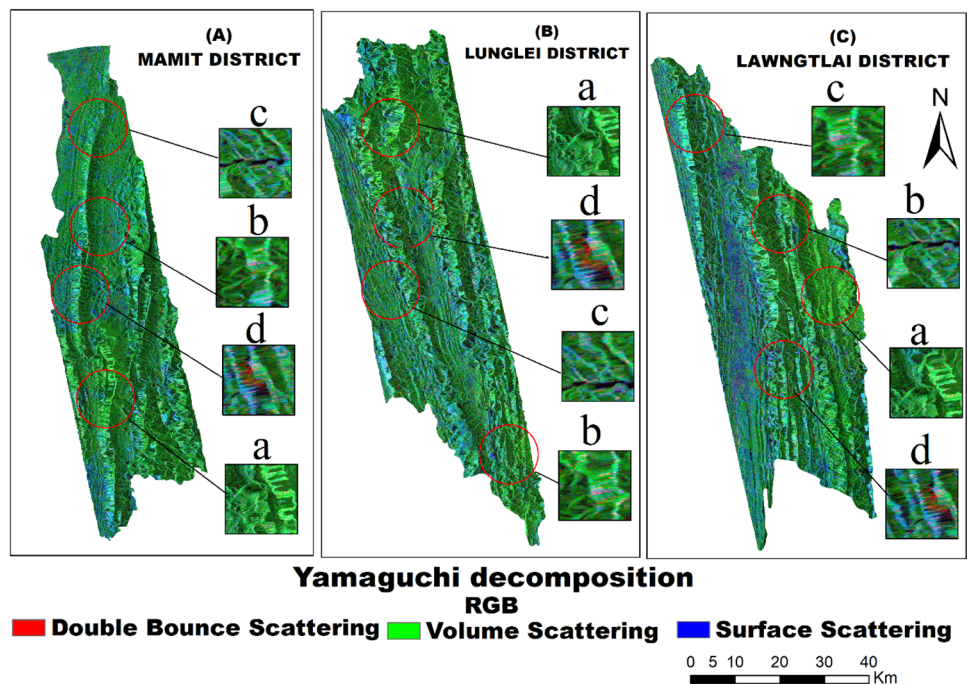 (A)
MAMIT DISTRICT
c
b
d
a
(B)
LUNGLEI DISTRICT
a
d
c
b
(C)
LAWNGTLAI DISTRICT
N
c
b
a
d
Yamaguchi decomposition
RGB
Double Bounce Scattering Volume Scattering Surface Scattering
0 5 10 20 30 40
Km